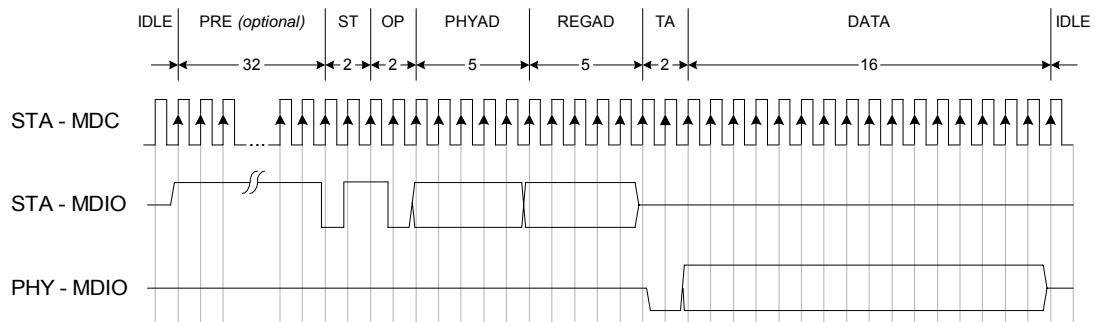 IDLE PRE (optional) ST OP PHYAD REGAD TA DATA IDLE
32 2 2 5 5 2 16
STA - MDC
...
STA - MDIO
PHY - MDIO